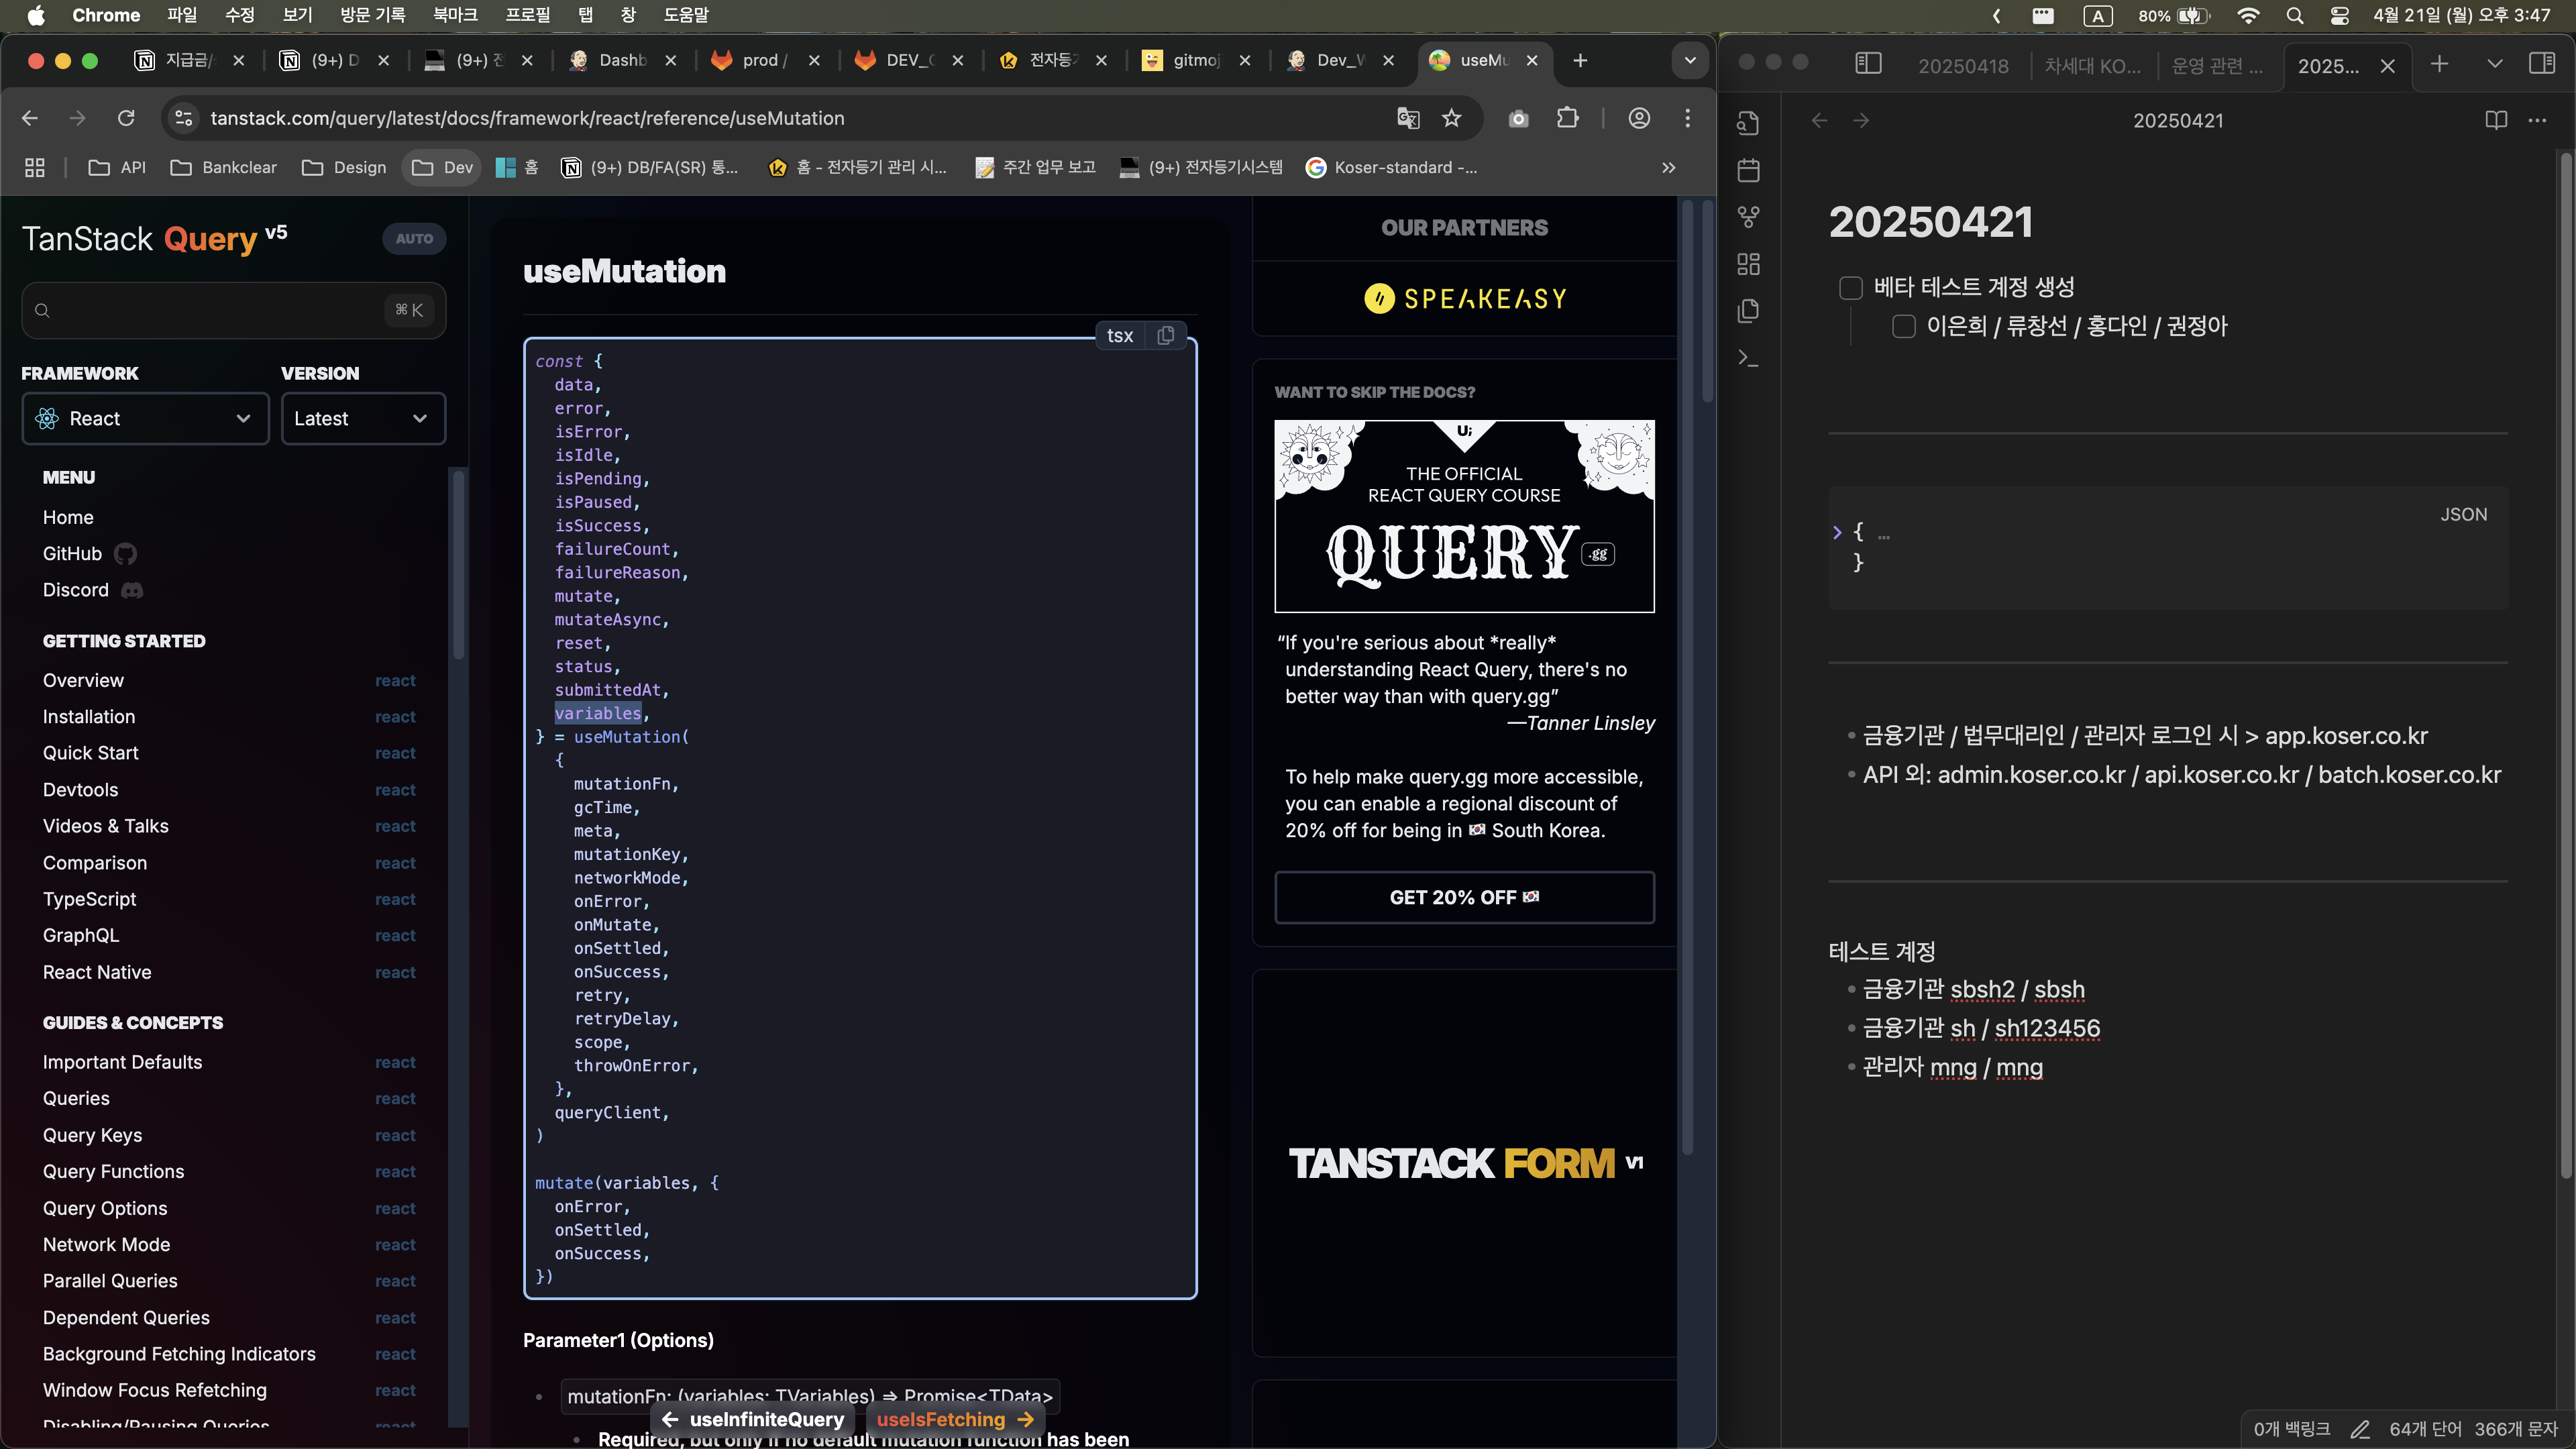 Chrome 파일 수정 보기 방문 기록 북마크 프로필 탭 창 도움말
A 80% 4월 21일 (월) 오후 3:47
지급금/ (9+) D (9+) 전 Dashb prod / DEV_ 전자등 gitmoj Dev_ useMu
tanstack.com/query/latest/docs/framework/react/reference/useMutation
API Bankclear Design Dev 홈 (9+) DB/FA(SR) 통... 홈 - 전자등기 관리 시... 주간 업무 보고 (9+) 전자등기시스템 Koser-standard -...
TanStack Query v5
AUTO
⌘ K
FRAMEWORK VERSION
React Latest
MENU
Home
GitHub
Discord
GETTING STARTED
Overview react
Installation react
Quick Start react
Devtools react
Videos & Talks react
Comparison react
TypeScript react
GraphQL react
React Native react
GUIDES & CONCEPTS
Important Defaults react
Queries react
Query Keys react
Query Functions react
Query Options react
Network Mode react
Parallel Queries react
Dependent Queries react
Background Fetching Indicators react
Window Focus Refetching react
Disabling/Pausing Queries react
useMutation
tsx
const {
data,
error,
isError,
isIdle,
isPending,
isPaused,
isSuccess,
failureCount,
failureReason,
mutate,
mutateAsync,
reset,
status,
submittedAt,
variables,
} = useMutation(
{
mutationFn,
gcTime,
meta,
mutationKey,
networkMode,
onError,
onMutate,
onSettled,
onSuccess,
retry,
retryDelay,
scope,
throwOnError,
},
queryClient,
)
mutate(variables, {
onError,
onSettled,
onSuccess,
})
Parameter1 (Options)
mutationFn: (variables: TVariables) => Promise<TData>
← useInfiniteQuery useIsFetching →
Required, but only if no default mutation function has been
OUR PARTNERS
SPEAKEASY
WANT TO SKIP THE DOCS?
Ui
THE OFFICIAL
REACT QUERY COURSE
QUERY .gg
“If you're serious about *really*
understanding React Query, there's no
better way than with query.gg”
—Tanner Linsley
To help make query.gg more accessible,
you can enable a regional discount of
20% off for being in 🇰🇷 South Korea.
GET 20% OFF 🇰🇷
TANSTACK FORM V1
20250418 차세대 KO... 운영 관련 ... 2025...
20250421
20250421
베타 테스트 계정 생성
이은희 / 류창선 / 홍다인 / 권정아
JSON
{ ...
}
• 금융기관 / 법무대리인 / 관리자 로그인 시 > app.koser.co.kr
• API 외: admin.koser.co.kr / api.koser.co.kr / batch.koser.co.kr
테스트 계정
• 금융기관 sbsh2 / sbsh
• 금융기관 sh / sh123456
• 관리자 mng / mng
0개 백링크 64개 단어 366개 문자